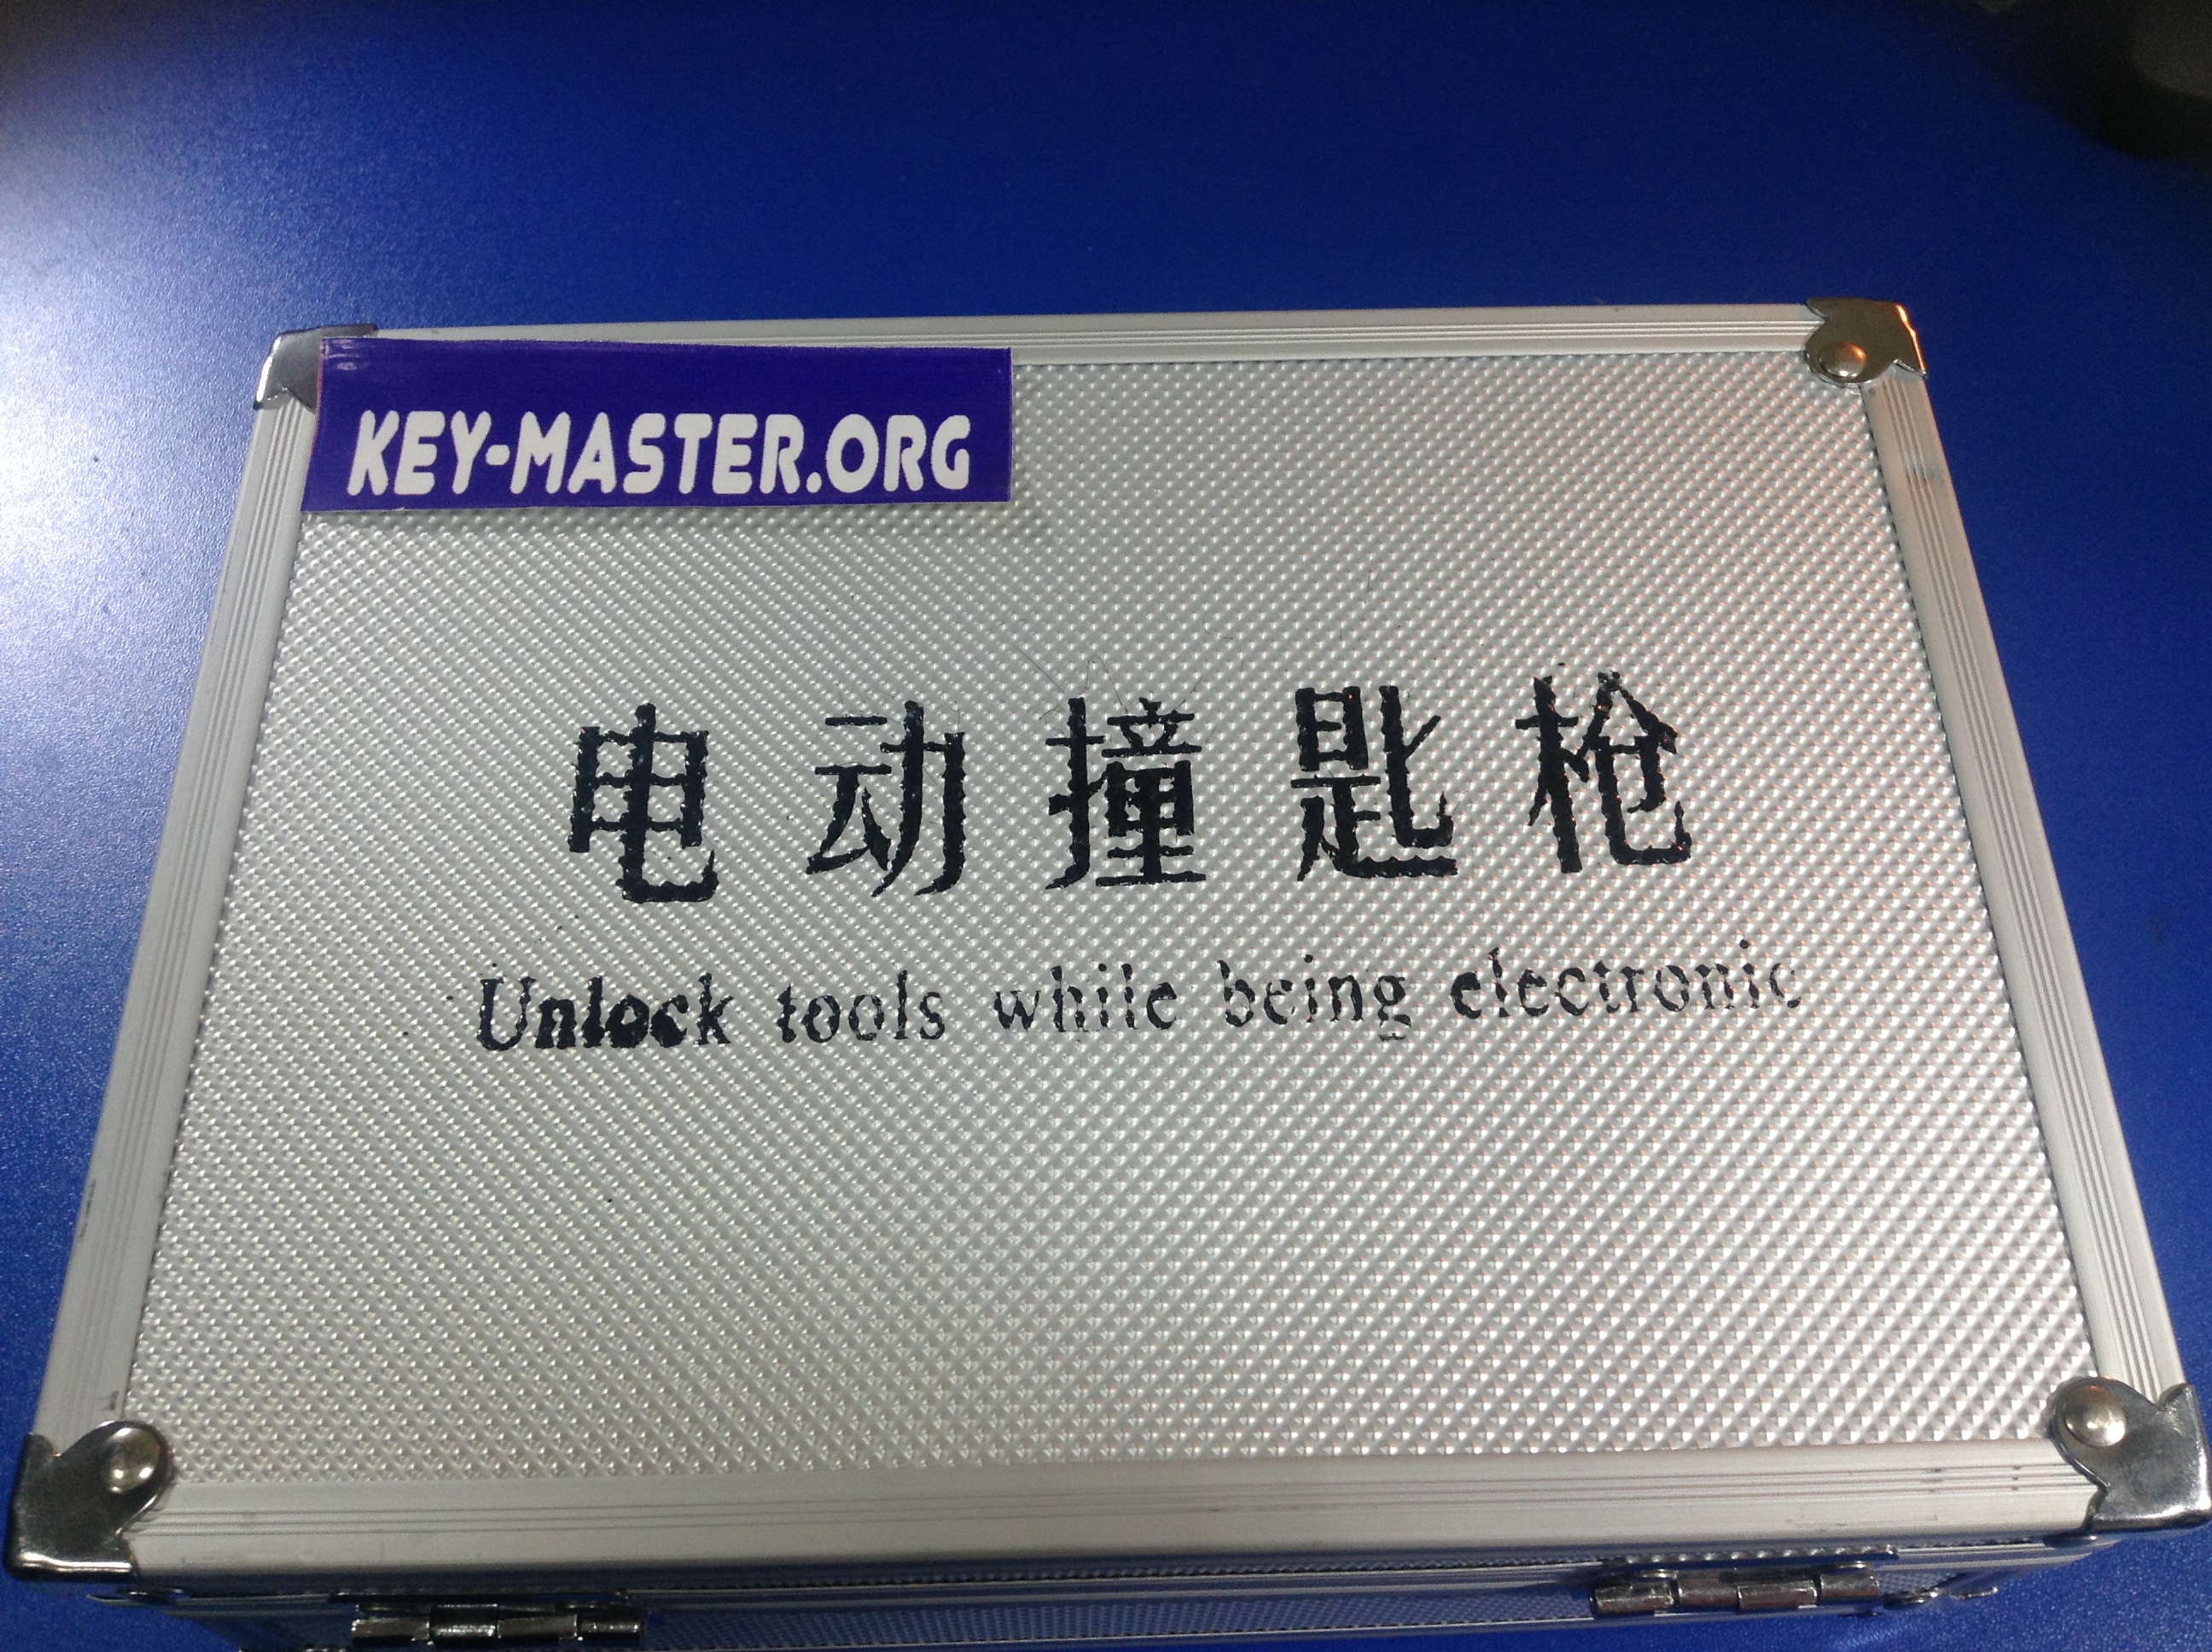 KEY-MASTER.ORG
电动撞匙枪
Unlock tools while being electronic